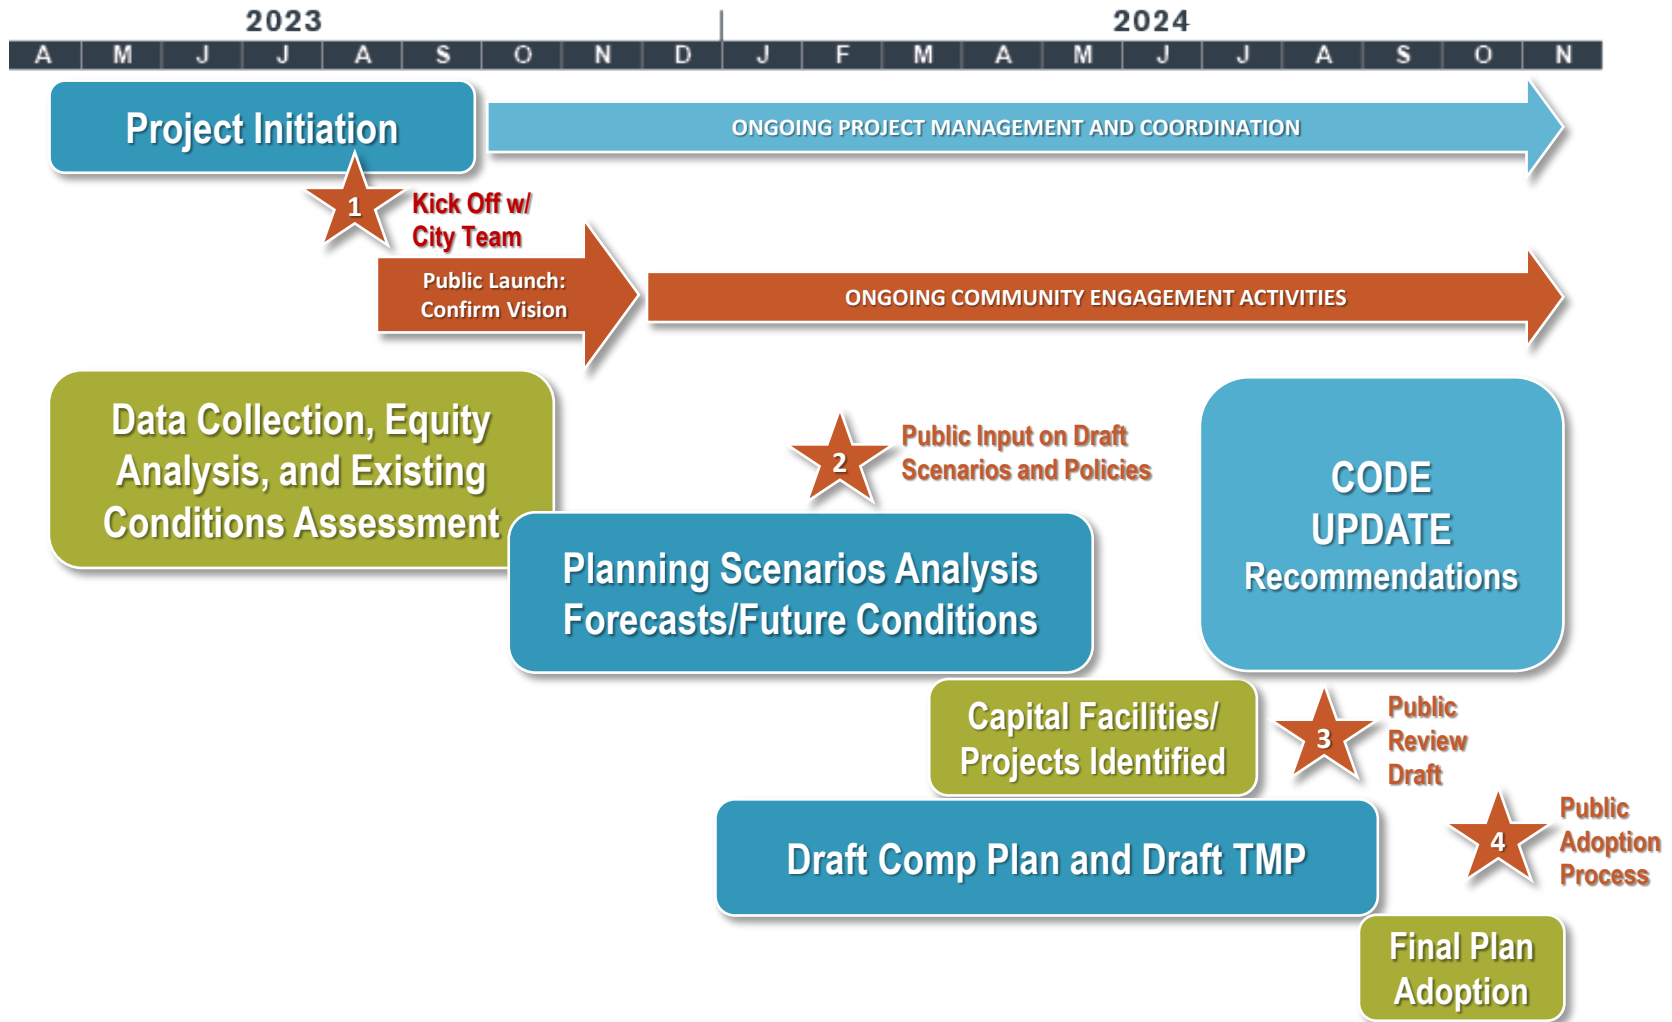 2023 2024
A M J J A S O N D J F M A M J J A S O N
Project Initiation
ONGOING PROJECT MANAGEMENT AND COORDINATION
1
Kick Off w/
City Team
Public Launch:
Confirm Vision
ONGOING COMMUNITY ENGAGEMENT ACTIVITIES
Data Collection, Equity
Analysis, and Existing
Conditions Assessment
2
Public Input on Draft
Scenarios and Policies
CODE
UPDATE
Recommendations
Planning Scenarios Analysis
Forecasts/Future Conditions
Capital Facilities/
Projects Identified
3
Public
Review
Draft
Draft Comp Plan and Draft TMP
4
Public
Adoption
Process
Final Plan
Adoption